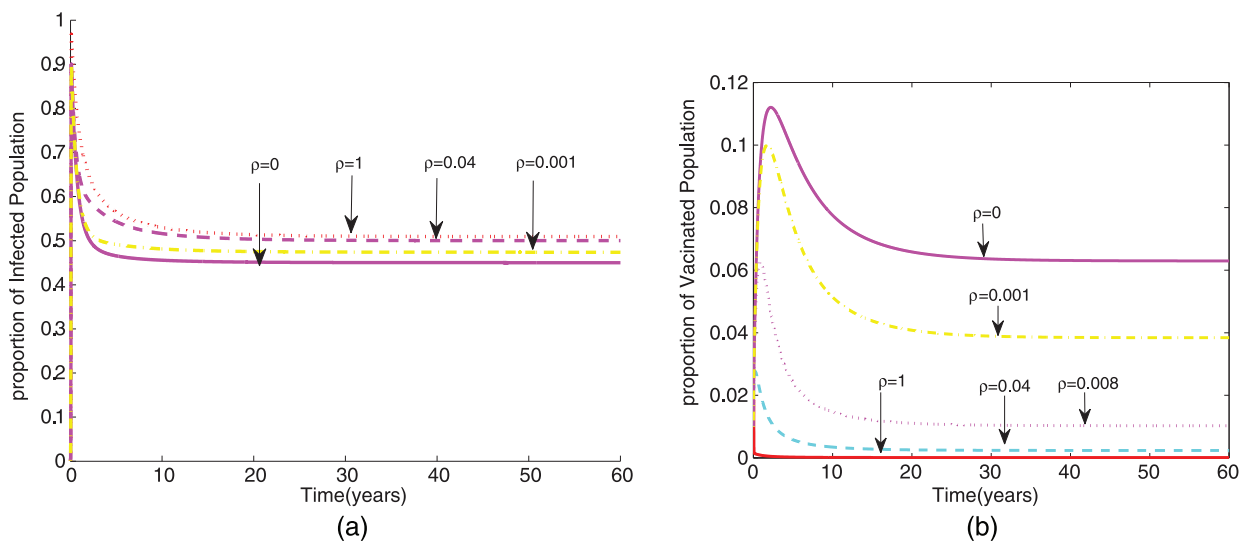 1
0.9
0.8
0.7
0.6
0.5
0.4
0.3
0.2
0.1
0
proportion of Infected Population
ρ=0
ρ=1
ρ=0.04
ρ=0.001
0 10 20 30 40 50 60
Time(years)
(a)
0.12
0.1
0.08
0.06
0.04
0.02
0
proportion of Vacinated Population
ρ=0
ρ=0.001
ρ=1
ρ=0.04
ρ=0.008
0 10 20 30 40 50 60
Time(years)
(b)